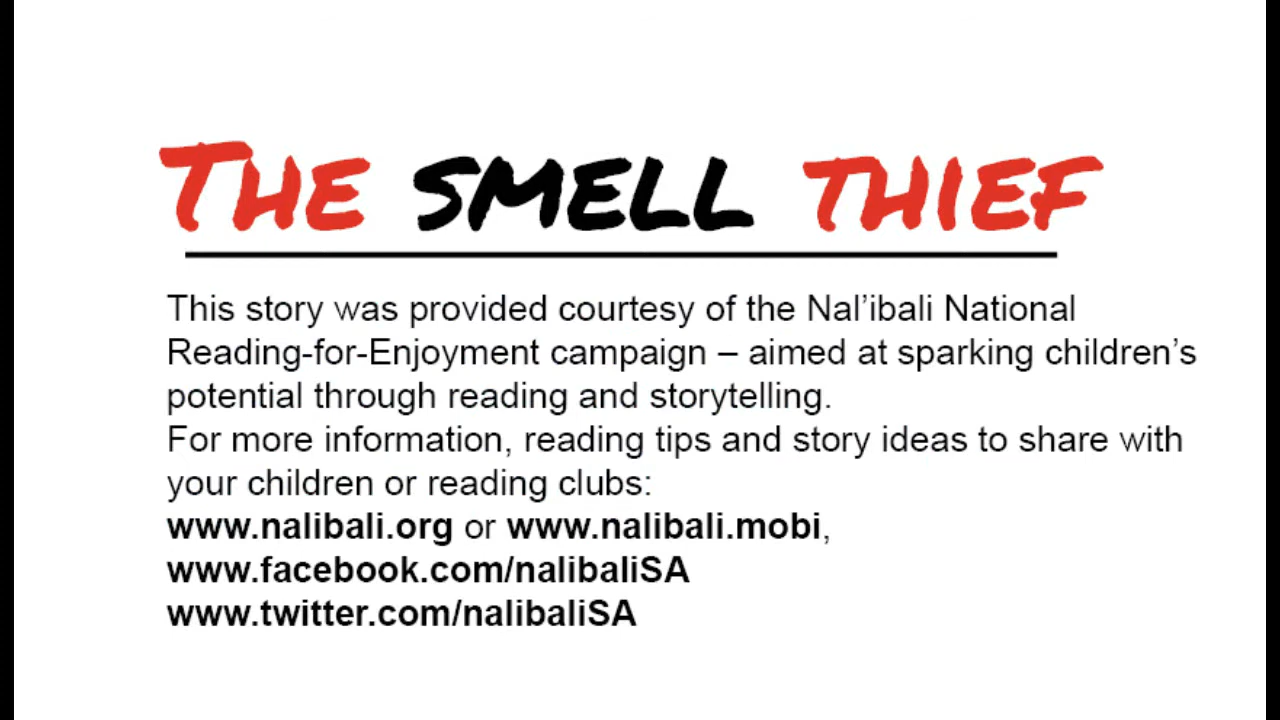 The smell thief
This story was provided courtesy of the Nal’ibali National
Reading-for-Enjoyment campaign – aimed at sparking children’s
potential through reading and storytelling.
For more information, reading tips and story ideas to share with
your children or reading clubs:
www.nalibali.org or www.nalibali.mobi,
www.facebook.com/nalibaliSA
www.twitter.com/nalibaliSA